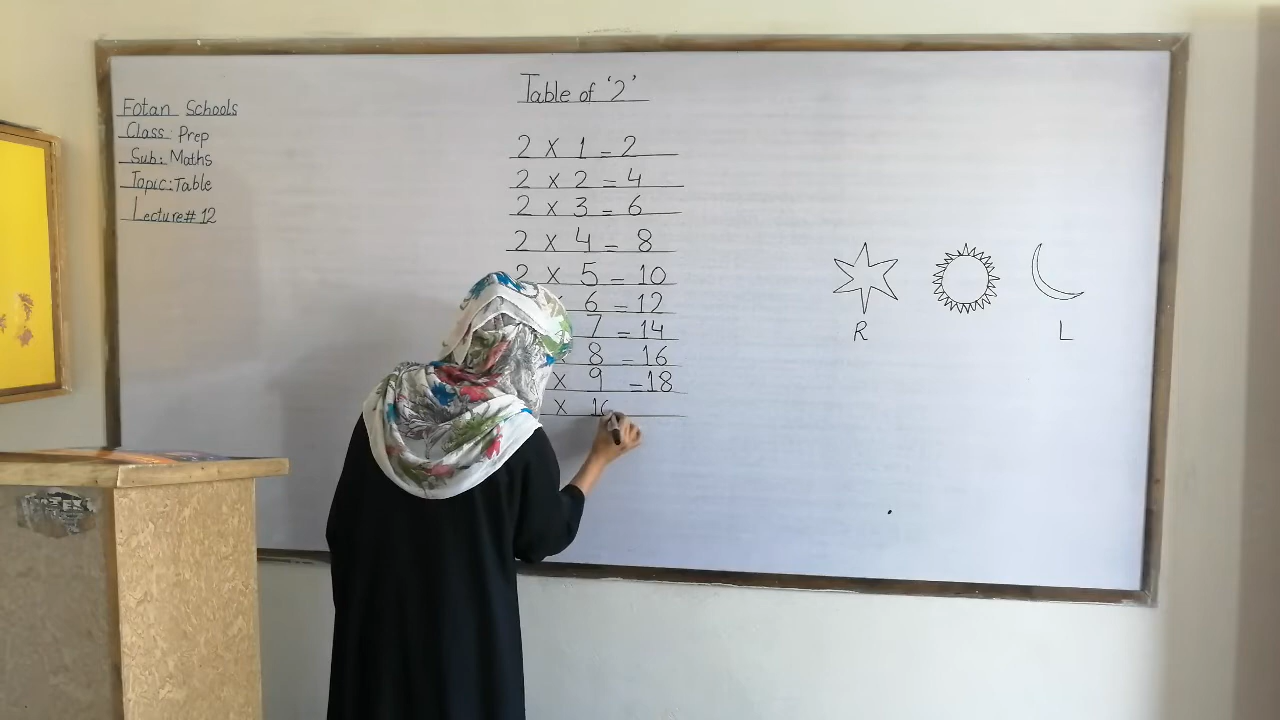 Fotan Schools
Class: Prep
Sub: Maths
Topic: Table
Lecture# 12
Table of '2'
2 x 1 = 2
2 x 2 = 4
2 x 3 = 6
2 x 4 = 8
2 x 5 = 10
x 6 = 12
7 = 14
x 8 = 16
x 9 = 18
x 10
R
L